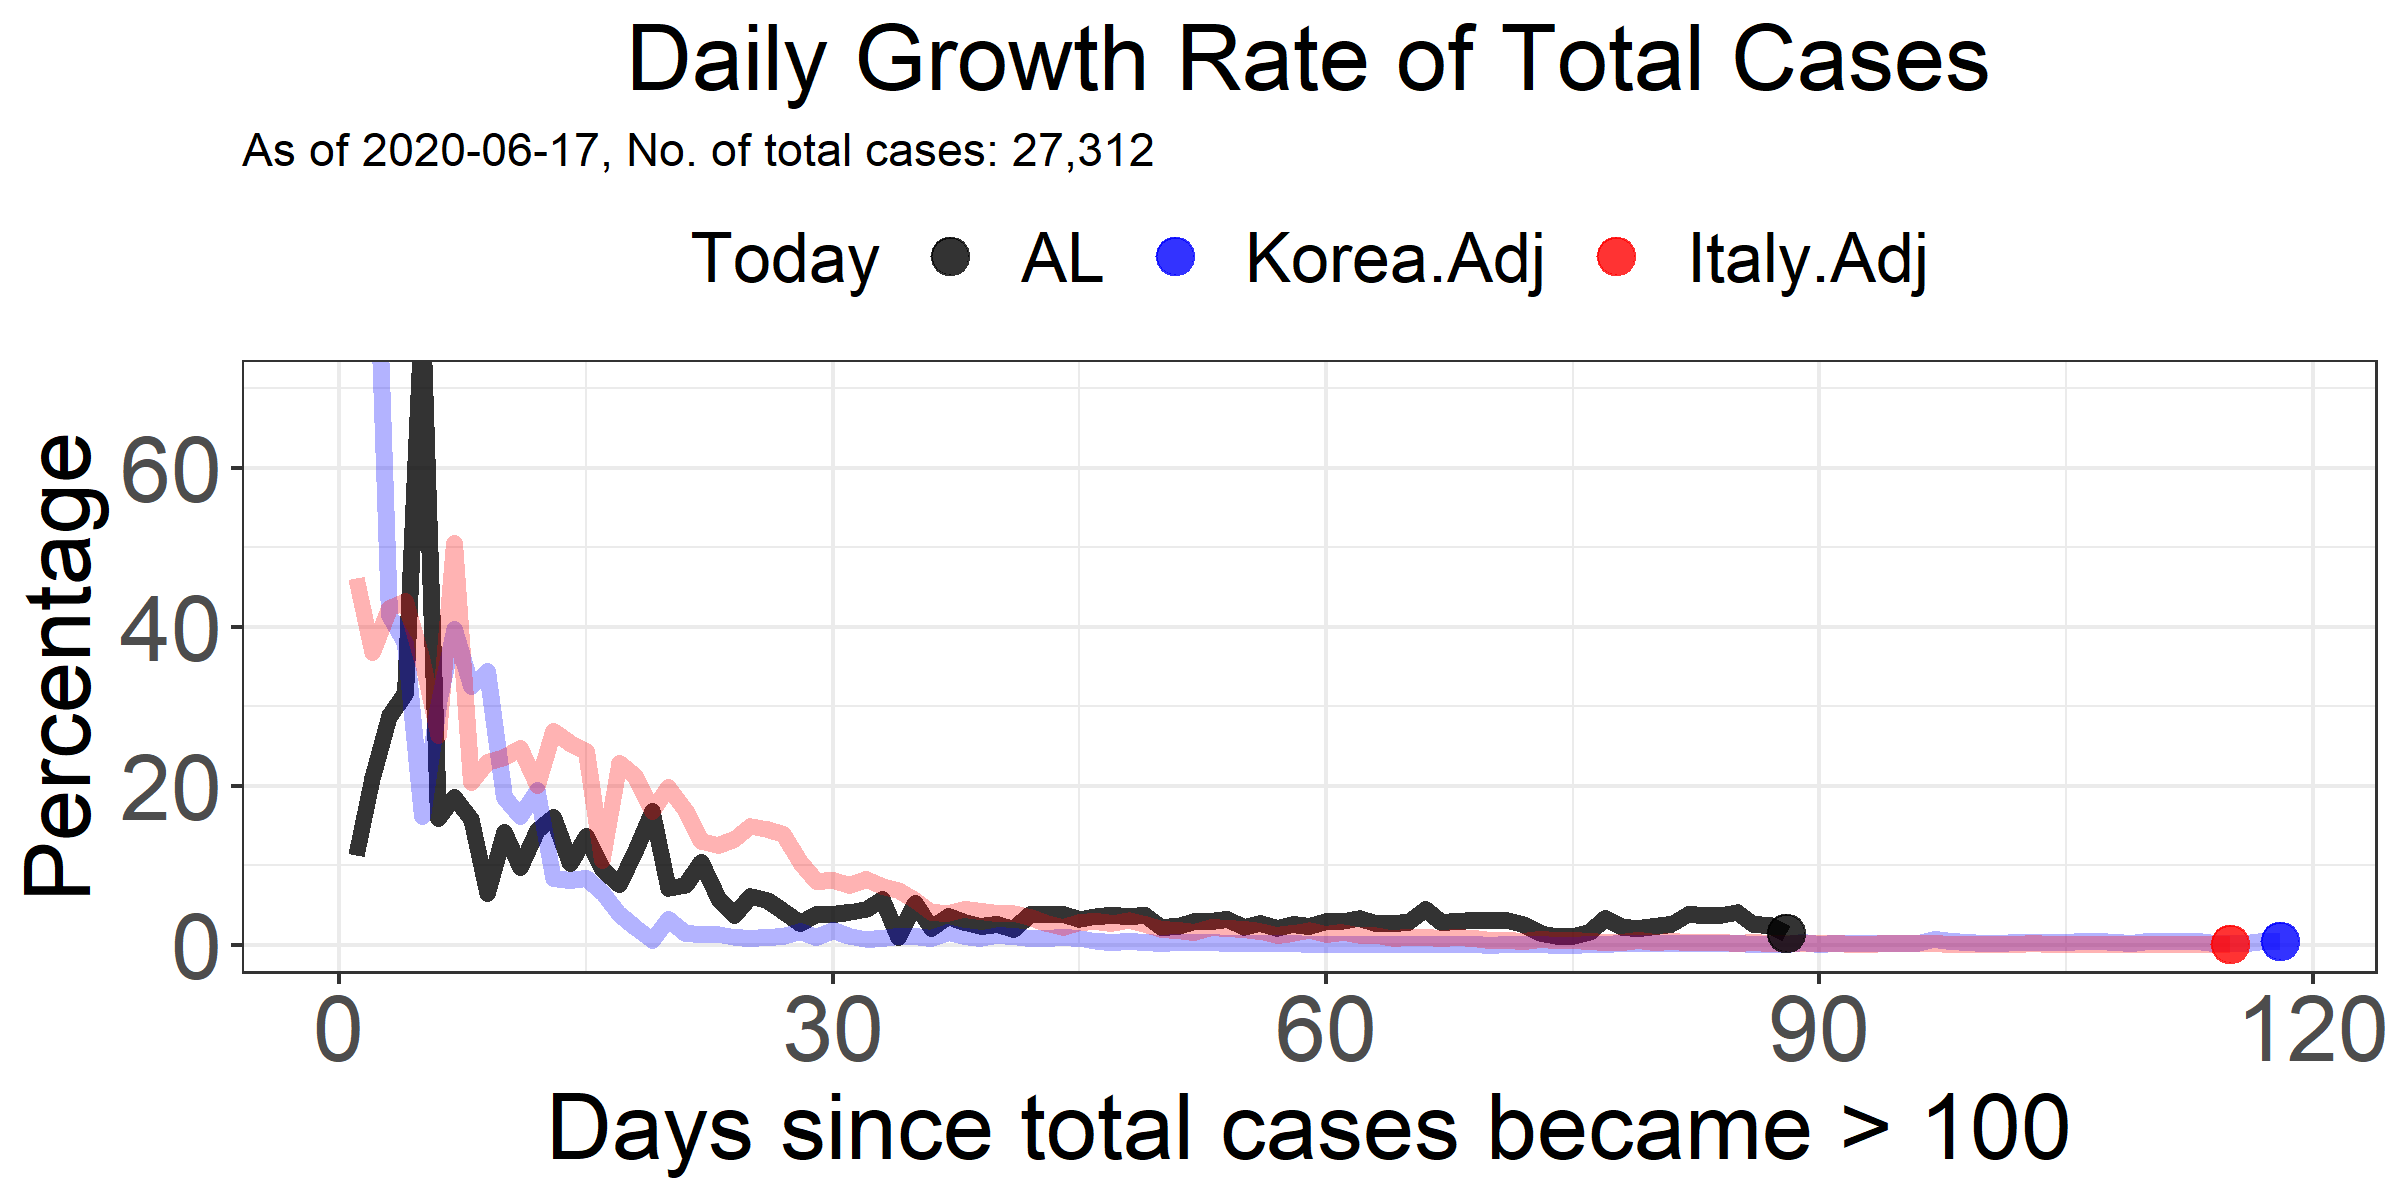 Daily Growth Rate of Total Cases
As of 2020-06-17, No. of total cases: 27,312
Today AL Korea.Adj Italy.Adj
Percentage
60
40
20
0
0 30 60 90 120
Days since total cases became > 100